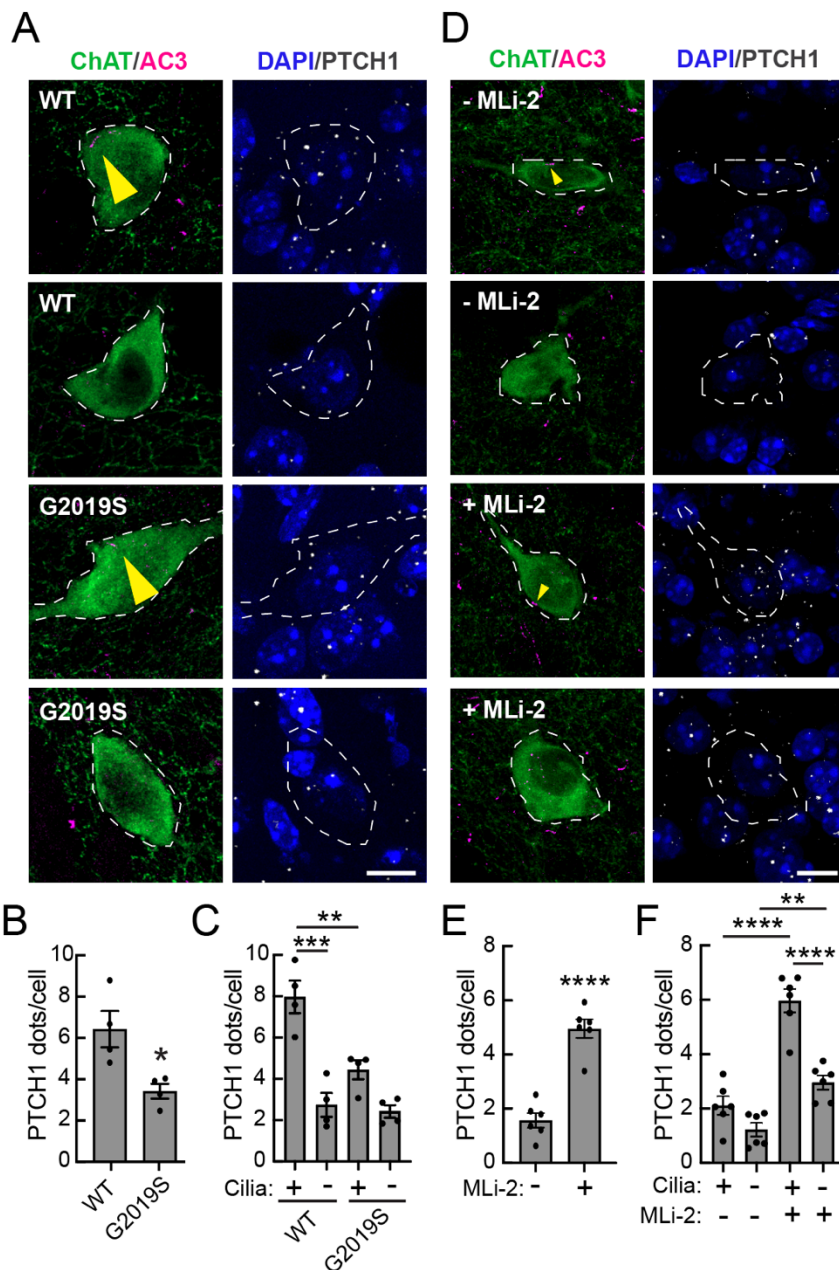 A
D
ChAT/AC3
DAPI/PTCH1
ChAT/AC3
DAPI/PTCH1
WT
- MLi-2
WT
- MLi-2
G2019S
+ MLi-2
G2019S
+ MLi-2
B
C
E
F
PTCH1 dots/cell
10
8
6
4
2
0
*
WT
G2019S
PTCH1 dots/cell
10
8
6
4
2
0
**
***
Cilia: + - + -
WT
G2019S
PTCH1 dots/cell
8
6
4
2
0
****
MLi-2: - +
PTCH1 dots/cell
8
6
4
2
0
**
****
****
Cilia: + - + -
MLi-2: - - + +